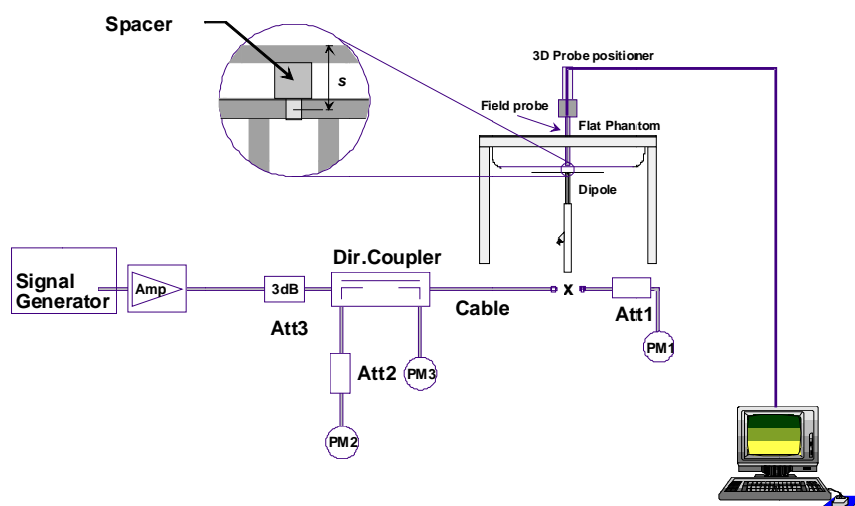 Spacer
s
3D Probe positioner
Field probe
Flat Phantom
Dipole
Dir.Coupler
Signal
Generator
Amp
3dB
Att3
Cable
x
Att1
PM1
Att2
PM3
PM2